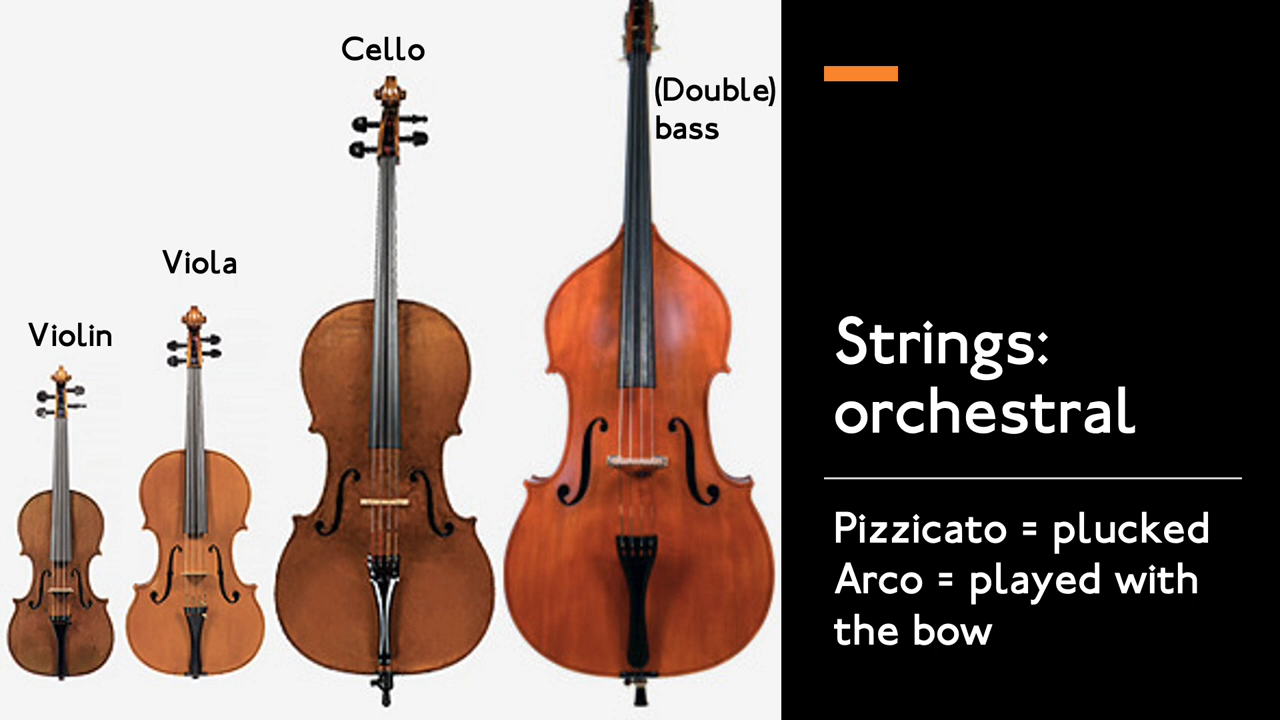 Cello
(Double)
bass
Viola
Violin
Strings:
orchestral
Pizzicato = plucked
Arco = played with
the bow